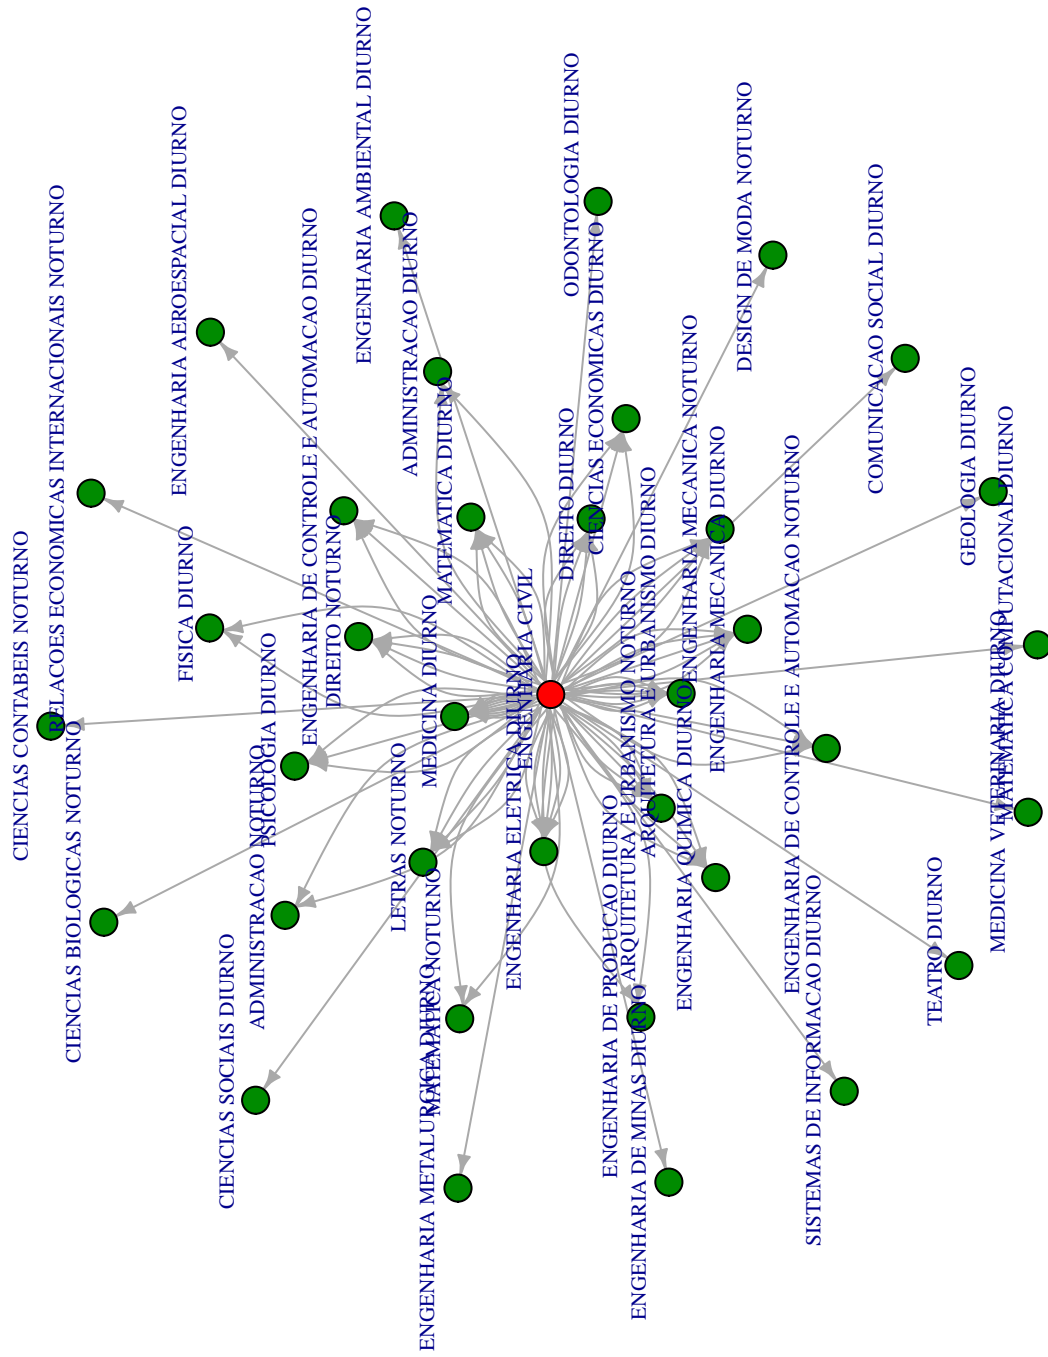 CIENCIAS CONTABEIS NOTURNO
RELACOES ECONOMICAS INTERNACIONAIS NOTURNO
CIENCIAS BIOLOGICAS NOTURNO
ENGENHARIA AEROESPACIAL DIURNO
FISICA DIURNO
CIENCIAS SOCIAIS DIURNO
ADMINISTRACAO NOTURNO
PSICOLOGIA DIURNO
ENGENHARIA DE CONTROLE E AUTOMACAO DIURNO
DIREITO NOTURNO
ENGENHARIA AMBIENTAL DIURNO
LETRAS NOTURNO
ADMINISTRACAO DIURNO
MEDICINA DIURNO
ENGENHARIA METALURGICA DIURNO
MATEMATICA NOTURNO
MATEMATICA DIURNO
ENGENHARIA ELETRICA DIURNO
ENGENHARIA CIVIL
DIREITO DIURNO
ODONTOLOGIA DIURNO
CIENCIAS ECONOMICAS DIURNO
ENGENHARIA DE PRODUCAO DIURNO
ARQUITETURA E URBANISMO NOTURNO
ENGENHARIA DE MINAS DIURNO
ARQUITETURA E URBANISMO DIURNO
ENGENHARIA QUIMICA DIURNO
ENGENHARIA MECANICA NOTURNO
ENGENHARIA MECANICA DIURNO
DESIGN DE MODA NOTURNO
ENGENHARIA DE CONTROLE E AUTOMACAO NOTURNO
SISTEMAS DE INFORMACAO DIURNO
COMUNICACAO SOCIAL DIURNO
TEATRO DIURNO
GEOLOGIA DIURNO
MEDICINA VETERINARIA DIURNO
MATEMATICA COMPUTACIONAL DIURNO